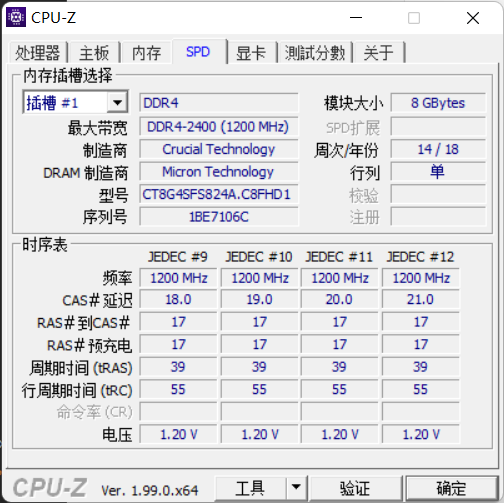 CPU-Z
处理器 主板 内存 SPD 显卡 測試分數 关于
内存插槽选择
插槽 #1 DDR4 模块大小 8 GBytes
最大带宽 DDR4-2400 (1200 MHz) SPD扩展
制造商 Crucial Technology 周次/年份 14 / 18
DRAM 制造商 Micron Technology 行列 单
型号 CT8G4SFS824A.C8FHD1 校验
序列号 1BE7106C 注册
时序表
JEDEC #9 JEDEC #10 JEDEC #11 JEDEC #12
频率 1200 MHz 1200 MHz 1200 MHz 1200 MHz
CAS# 延迟 18.0 19.0 20.0 21.0
RAS# 到CAS# 17 17 17 17
RAS# 预充电 17 17 17 17
周期时间 (tRAS) 39 39 39 39
行周期时间 (tRC) 55 55 55 55
命令率 (CR)
电压 1.20 V 1.20 V 1.20 V 1.20 V
CPU-Z Ver. 1.99.0.x64 工具 验证 确定